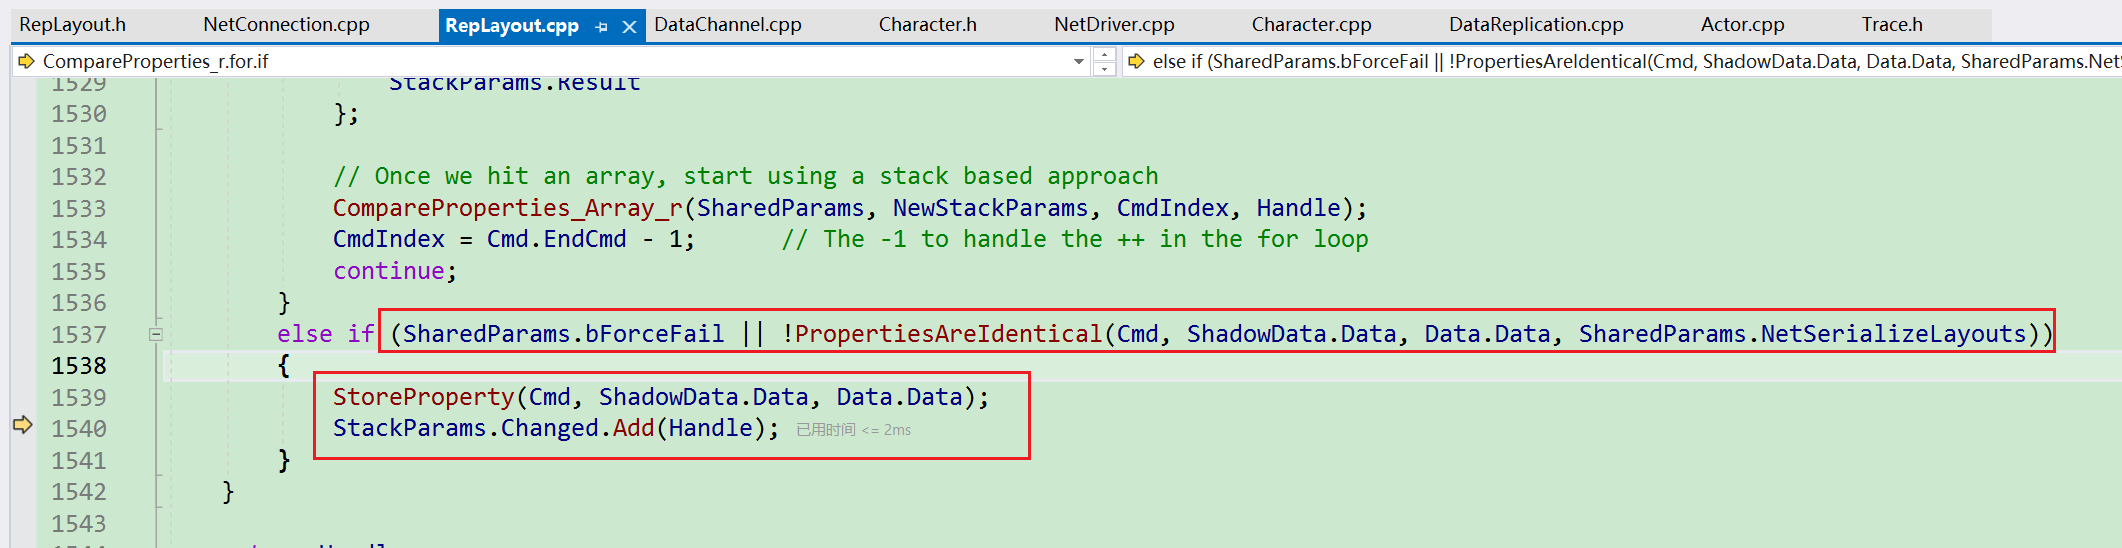 RepLayout.h NetConnection.cpp RepLayout.cpp DataChannel.cpp Character.h NetDriver.cpp Character.cpp DataReplication.cpp Actor.cpp Trace.h
CompareProperties_r.for.if else if (SharedParams.bForceFail || !PropertiesAreIdentical(Cmd, ShadowData.Data, Data.Data, SharedParams.NetS
1529 StackParams.Result
1530 };
1531
1532 // Once we hit an array, start using a stack based approach
1533 CompareProperties_Array_r(SharedParams, NewStackParams, CmdIndex, Handle);
1534 CmdIndex = Cmd.EndCmd - 1; // The -1 to handle the ++ in the for loop
1535 continue;
1536 }
1537 else if (SharedParams.bForceFail || !PropertiesAreIdentical(Cmd, ShadowData.Data, Data.Data, SharedParams.NetSerializeLayouts))
1538 {
1539 StoreProperty(Cmd, ShadowData.Data, Data.Data);
1540 StackParams.Changed.Add(Handle); 已用时间 <= 2ms
1541 }
1542 }
1543